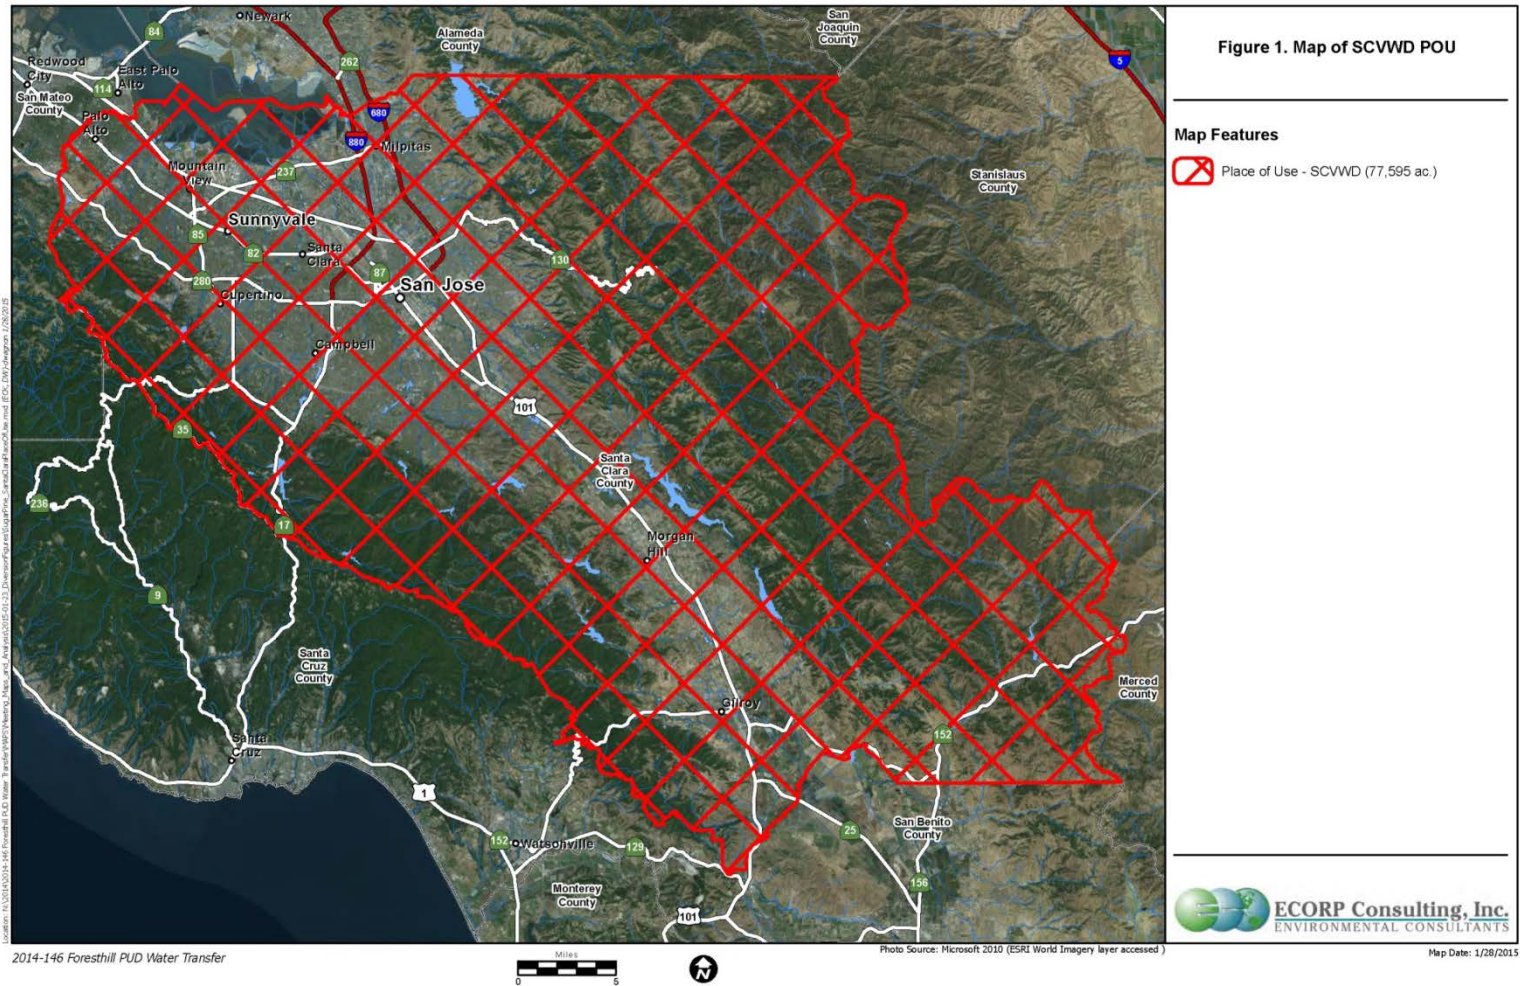 Figure 1. Map of SCVWD POU
Map Features
Place of Use - SCVWD (77,595 ac.)
Newark
84
Alameda
County
San
Joaquin
County
5
Redwood
City
East Palo
Alto
262
114
San Mateo
County
Palo
Alto
680
880
Milpitas
Mountain
View
237
Stanislaus
County
Sunnyvale
85
82
Santa
Clara
130
87
280
San Jose
Cupertino
Campbell
101
35
Santa
Clara
County
236
17
Morgan
Hill
9
Santa
Cruz
County
Merced
County
Gilroy
152
Santa
Cruz
1
San Benito
County
25
152
Watsonville
129
156
Monterey
County
101
ECORP Consulting, Inc.
ENVIRONMENTAL CONSULTANTS
2014-146 Foresthill PUD Water Transfer
Miles
0
5
N
Photo Source: Microsoft 2010 (ESRI World Imagery layer accessed )
Map Date: 1/28/2015